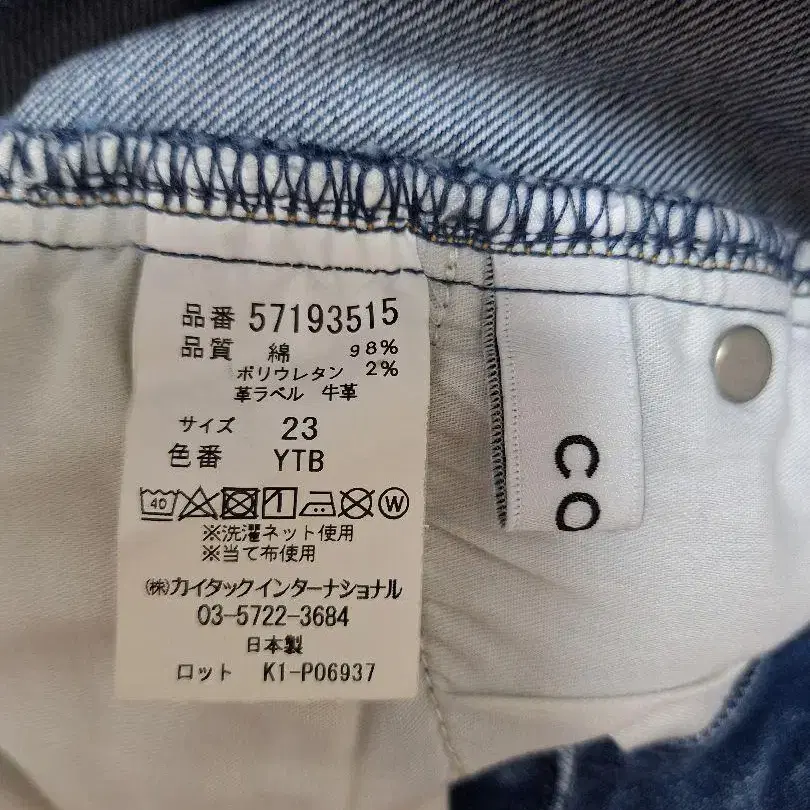 品番 57193515
品質 綿 98%
ポリウレタン 2%
革ラベル 牛革
サイズ 23
色番 YTB
40 W
※洗濯ネット使用
※当て布使用
㈱カイタックインターナショナル
03-5722-3684
日本製
ロット K1-P06937
CO